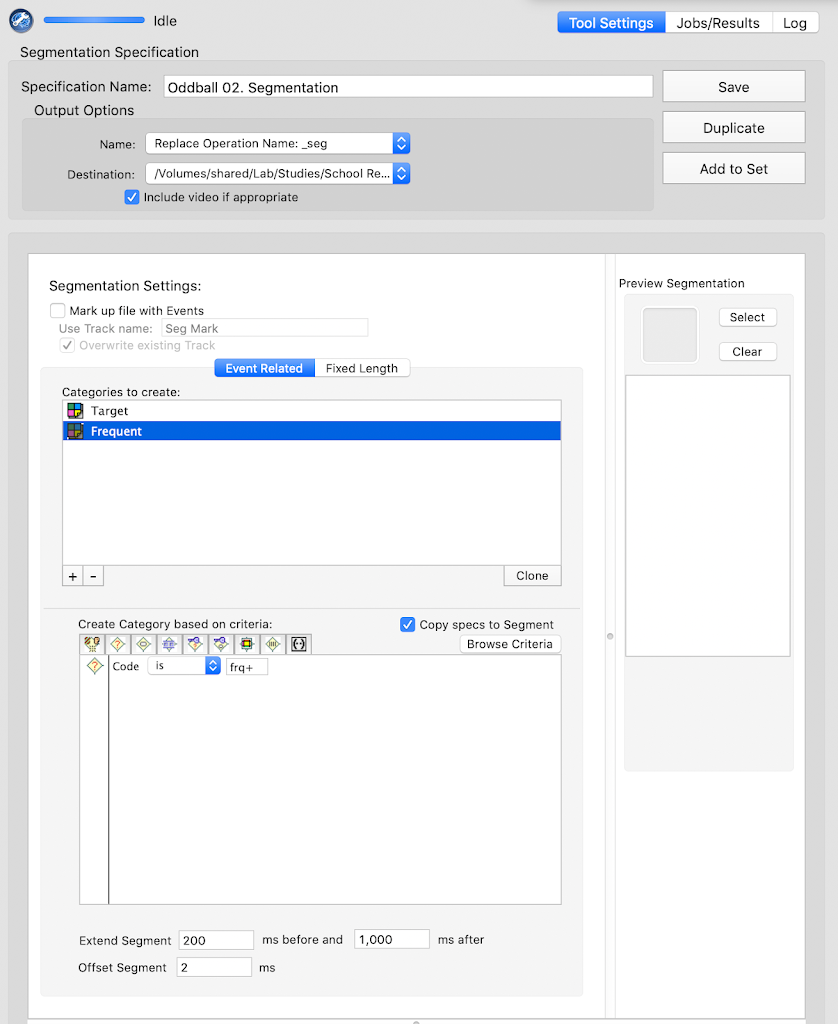 Idle
Tool Settings Jobs/Results Log
Segmentation Specification
Specification Name: Oddball 02. Segmentation
Save
Output Options
Duplicate
Name: Replace Operation Name: _seg
Destination: /Volumes/shared/Lab/Studies/School Re...
Add to Set
Include video if appropriate
Segmentation Settings:
Mark up file with Events
Use Track name: Seg Mark
Overwrite existing Track
Event Related Fixed Length
Categories to create:
Target
Frequent
+ - Clone
Create Category based on criteria: Copy specs to Segment
Browse Criteria
Code is frq+
Extend Segment 200 ms before and 1,000 ms after
Offset Segment 2 ms
Preview Segmentation
Select
Clear